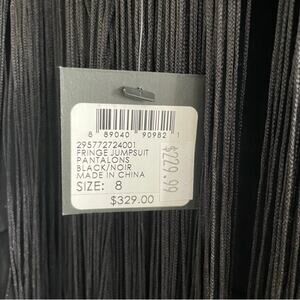 8 89040 90982 1
295772724001
FRINGE JUMPSUIT
PANTALONS
BLACK/NOIR
MADE IN CHINA
SIZE: 8
$329.00
$229.99